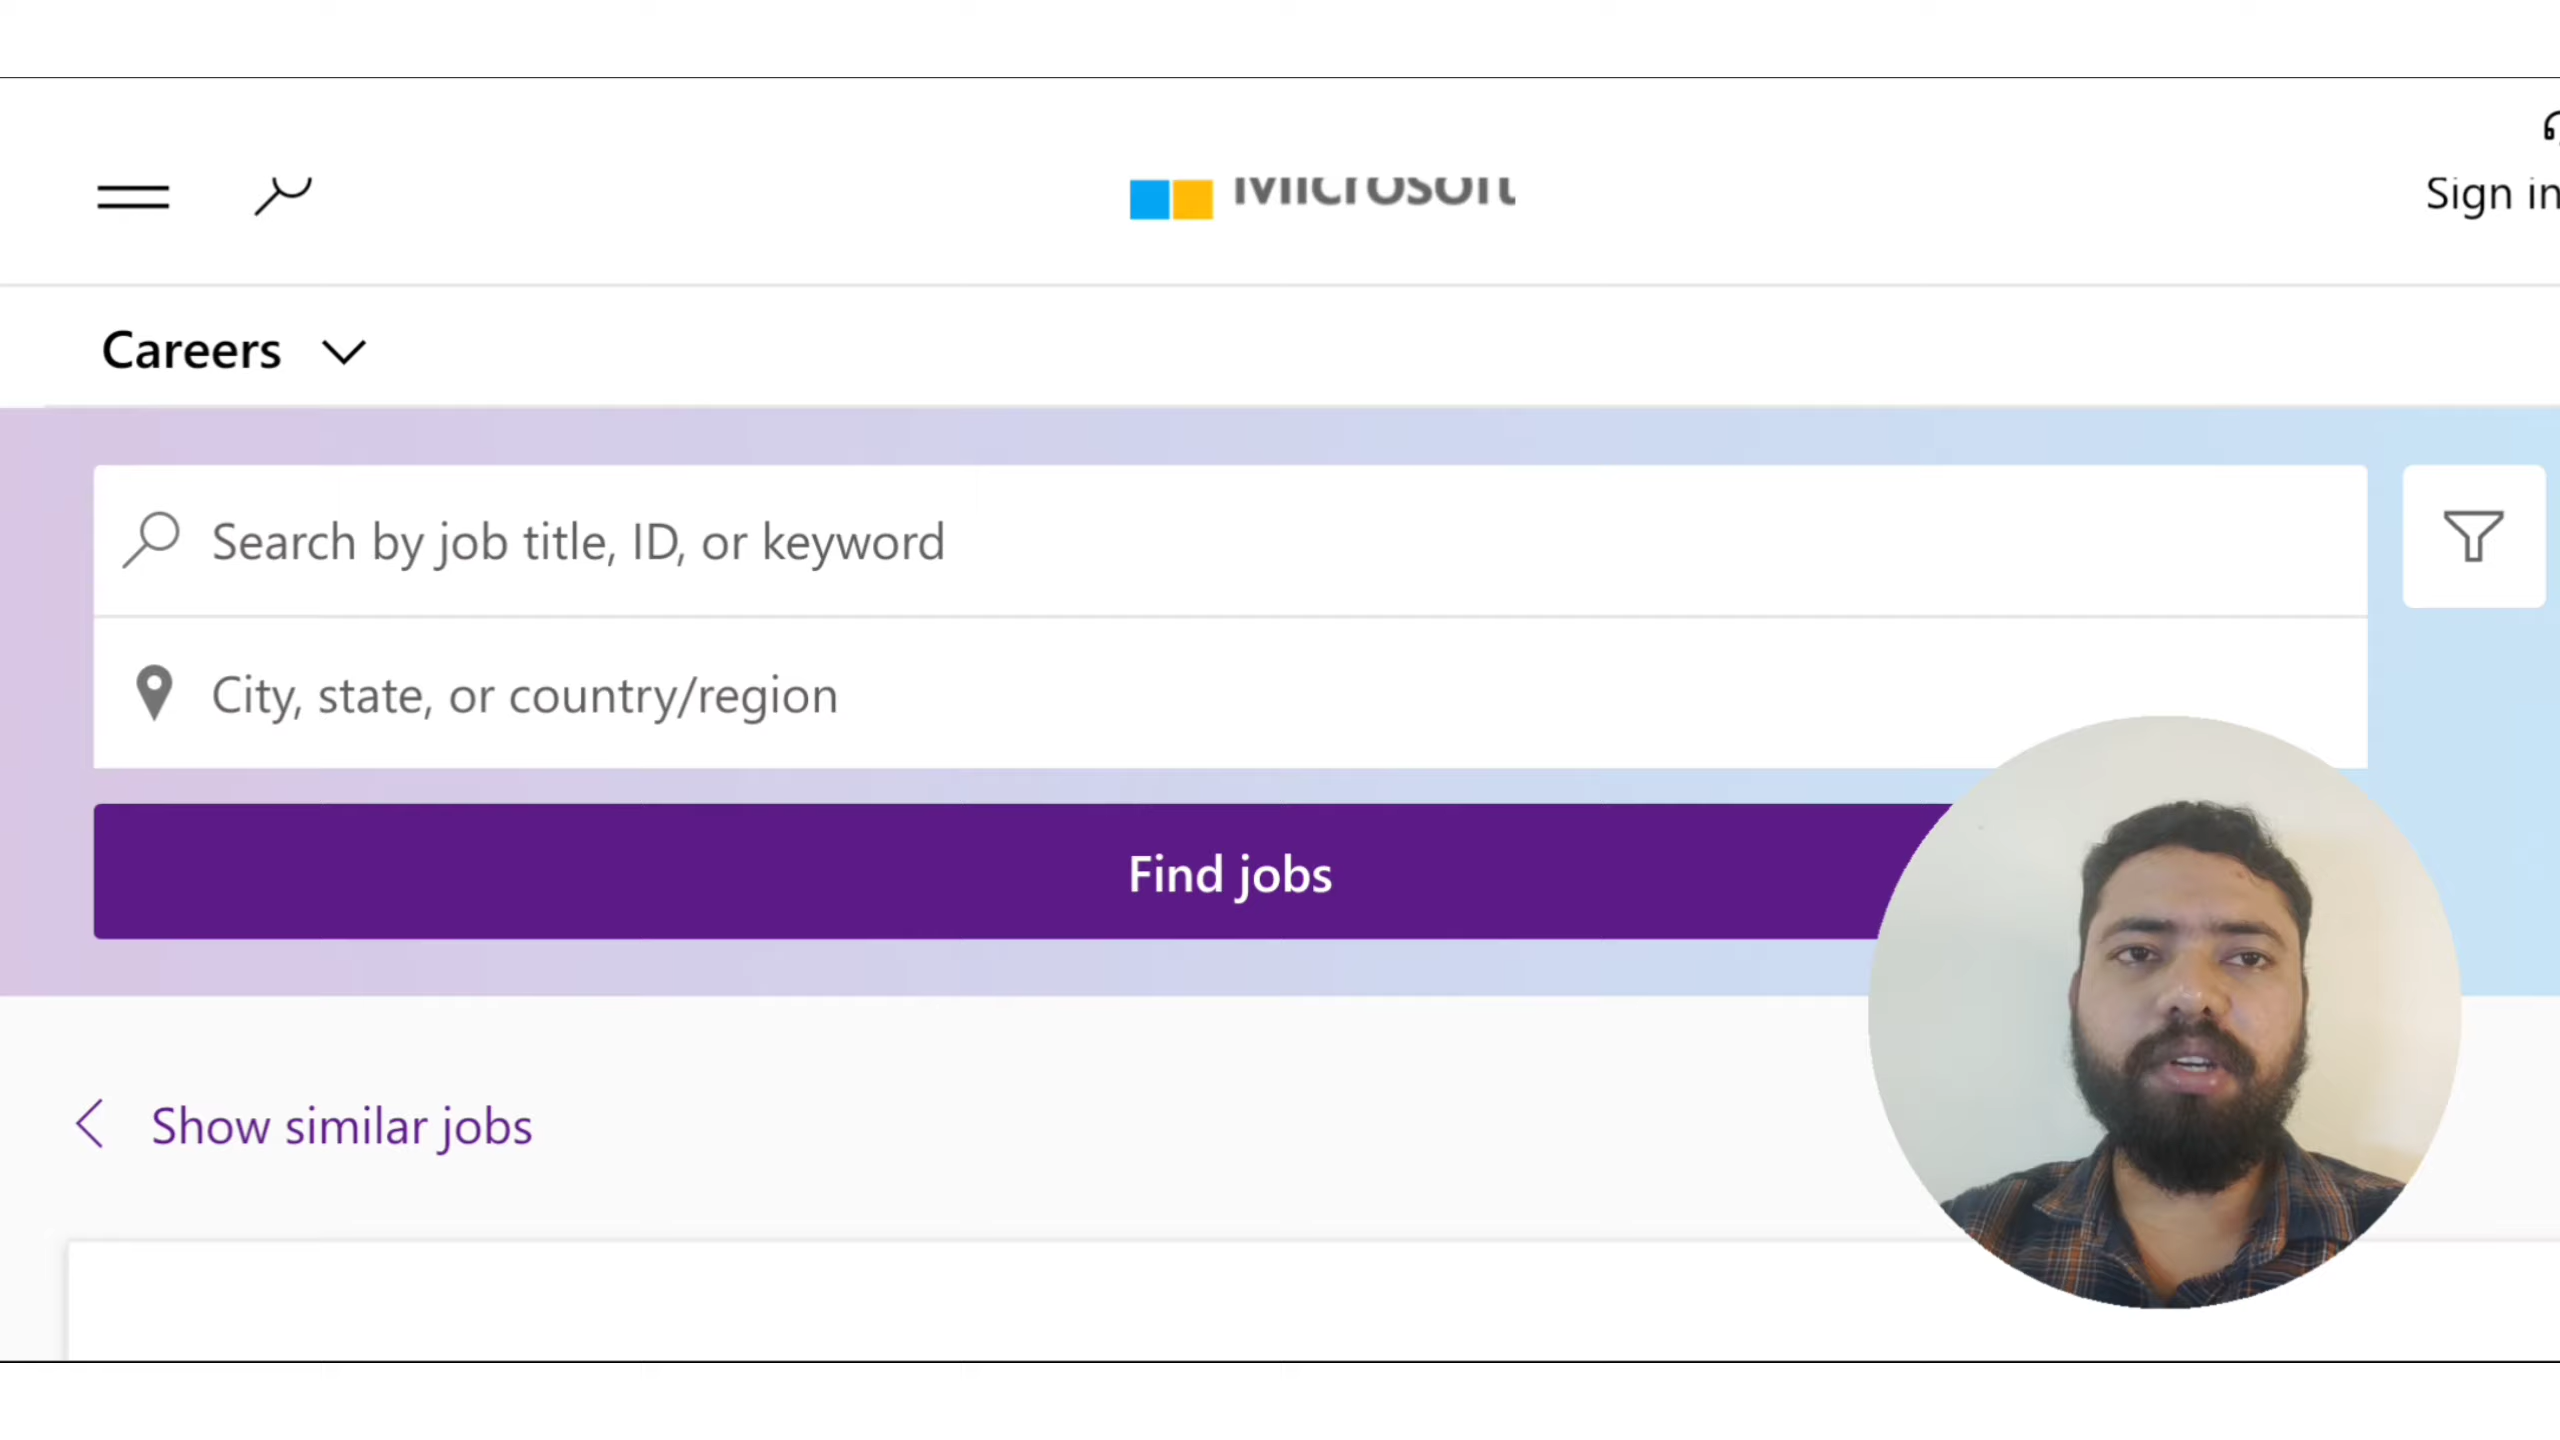 Microsoft
Sign in
Careers
Search by job title, ID, or keyword
City, state, or country/region
Find jobs
Show similar jobs